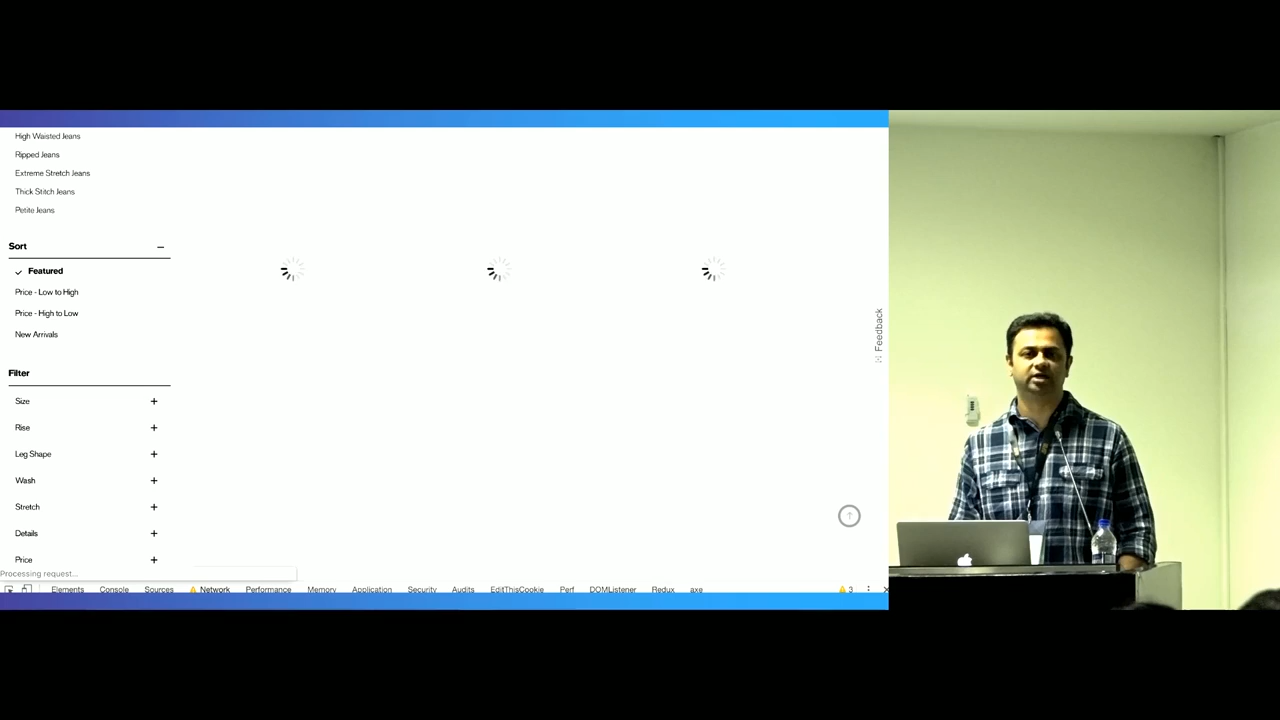 High Waisted Jeans
Ripped Jeans
Extreme Stretch Jeans
Thick Stitch Jeans
Petite Jeans
Sort
Featured
Price - Low to High
Price - High to Low
New Arrivals
Feedback
Filter
Size
Rise
Leg Shape
Wash
Stretch
Details
Price
Processing request...
Elements Console Sources Network Performance Memory Application Security Audits EditThisCookie Perf DOMListener Redux axe 3